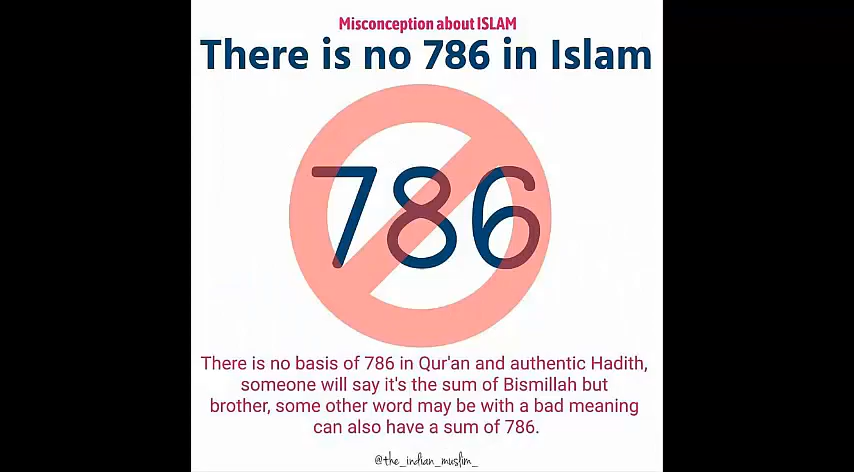 Misconception about ISLAM
There is no 786 in Islam
786
There is no basis of 786 in Qur'an and authentic Hadith,
someone will say it's the sum of Bismillah but
brother, some other word may be with a bad meaning
can also have a sum of 786.
@the_indian_muslim_